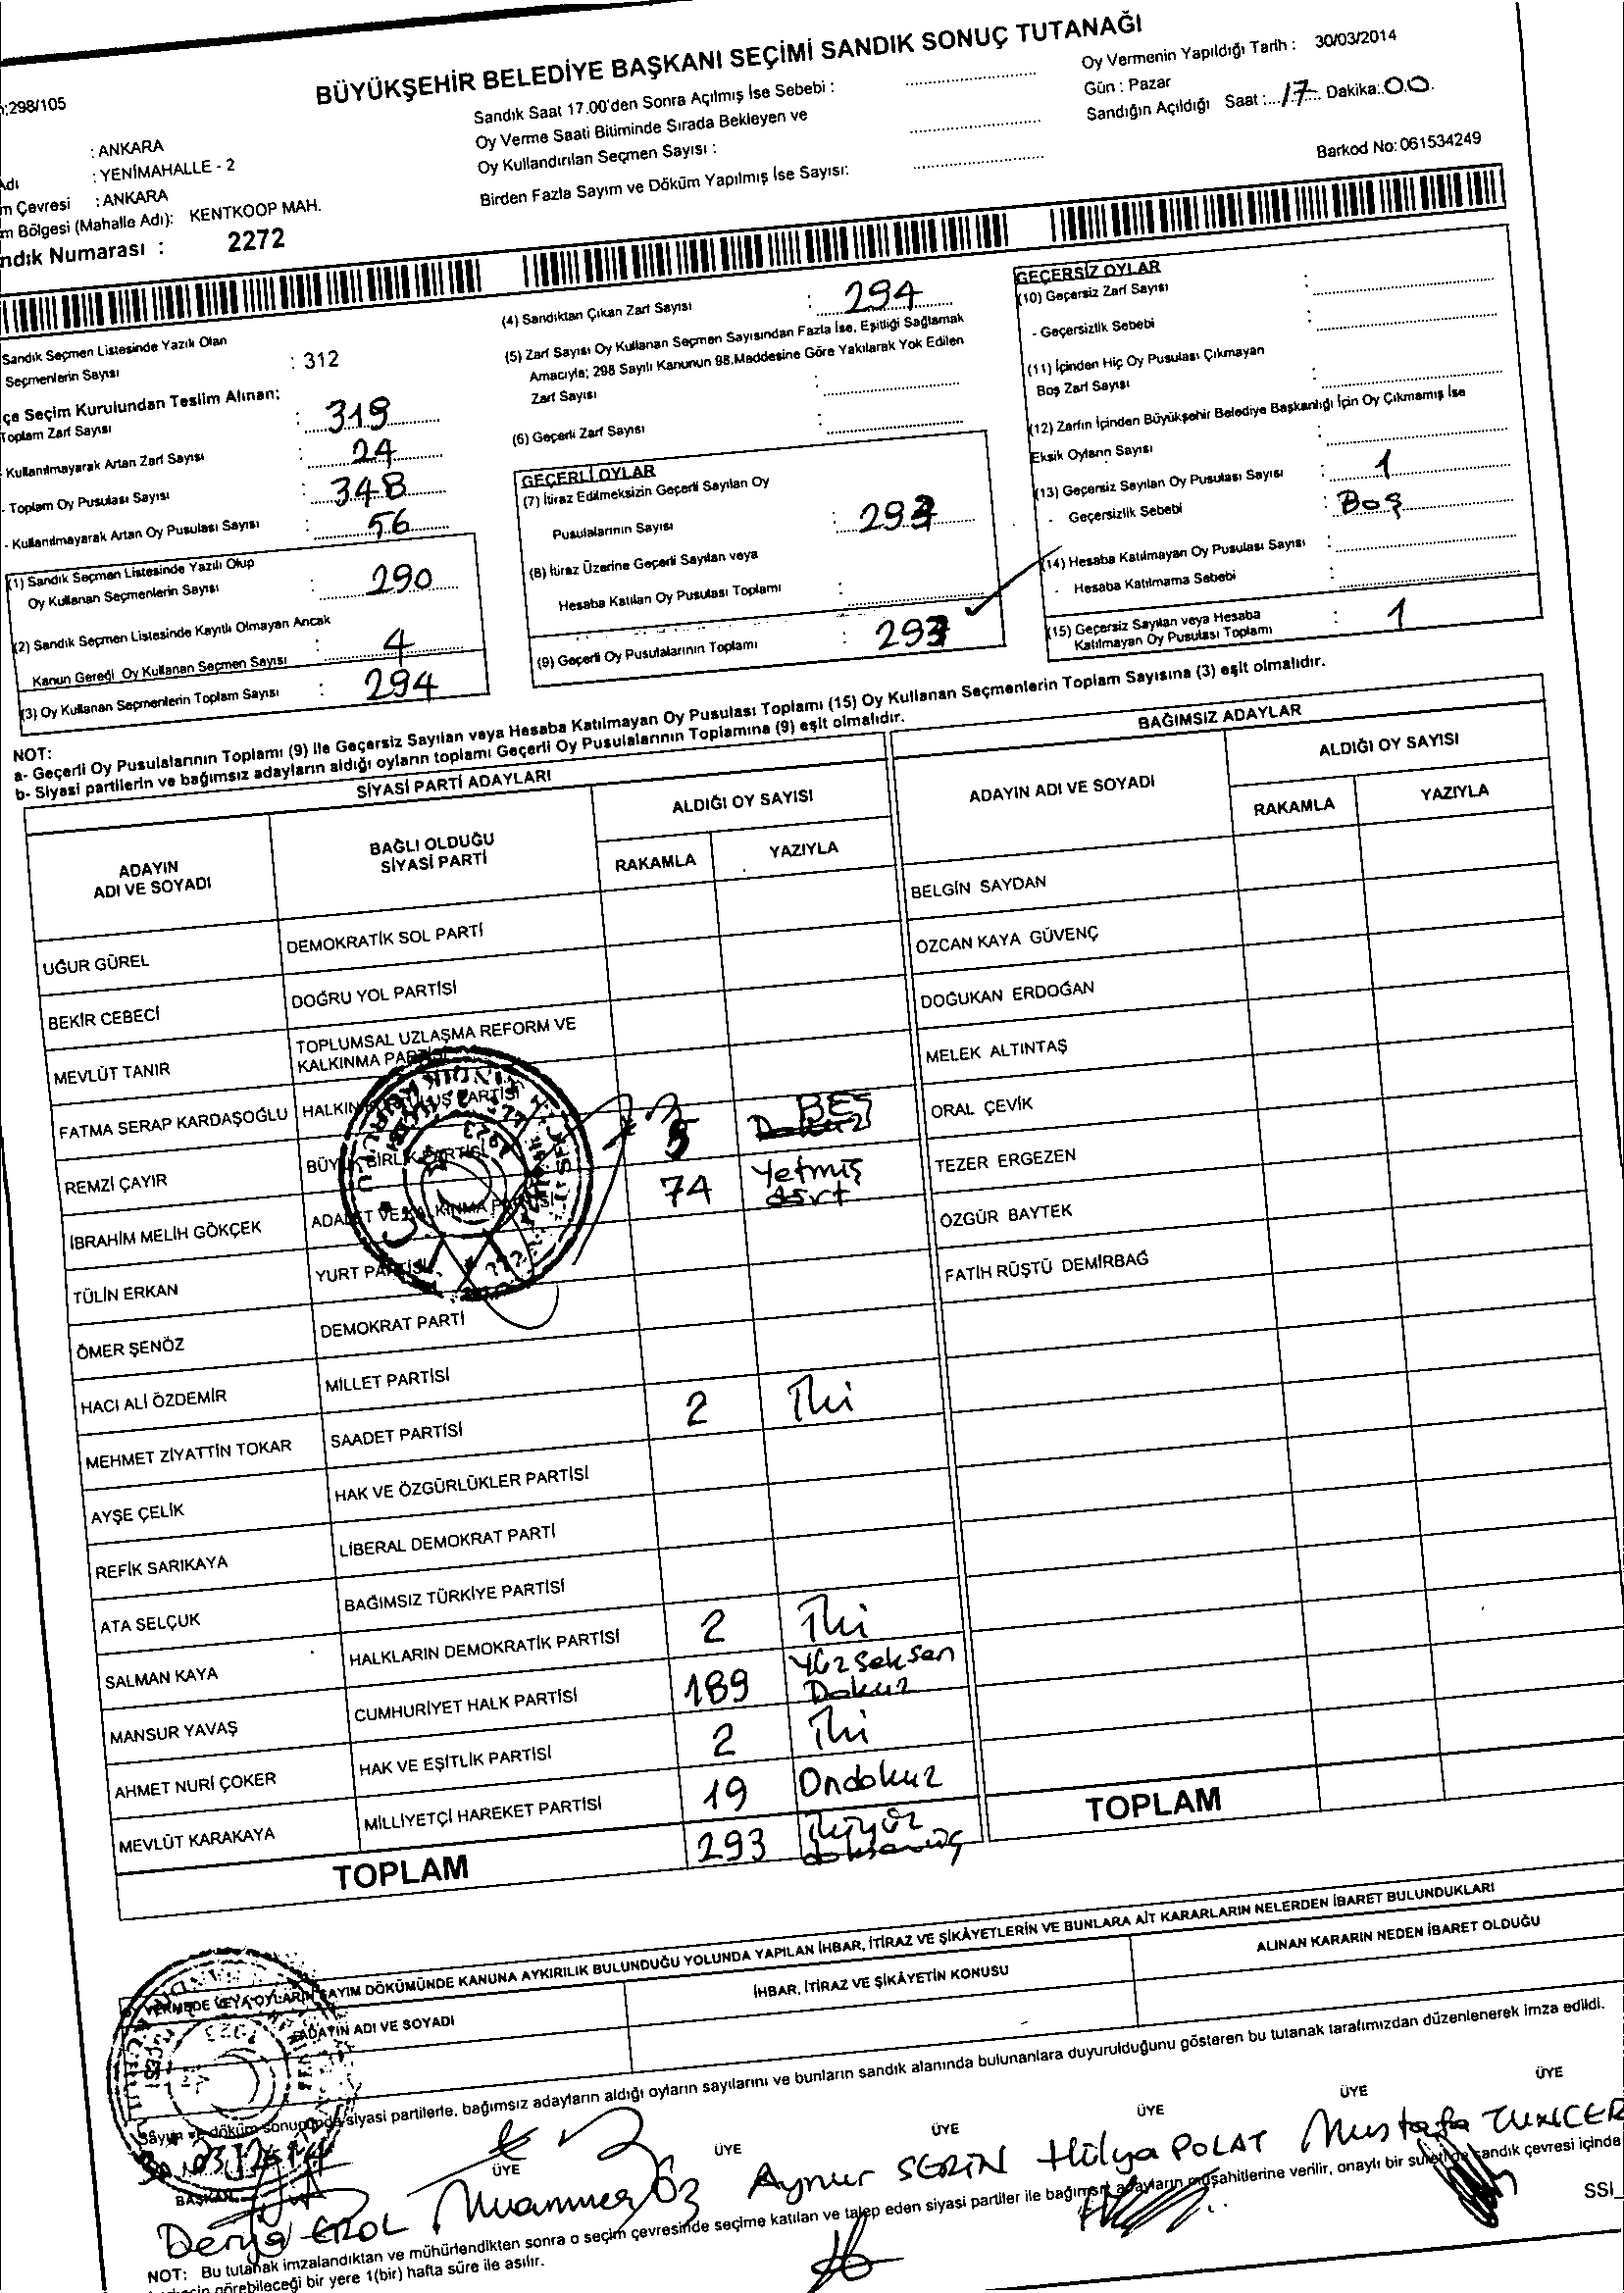 BÜYÜKŞEHİR BELEDİYE BAŞKANI SEÇİMİ SANDIK SONUÇ TUTANAĞI
:298/105
: ANKARA
Adı : YENİMAHALLE - 2
m Çevresi : ANKARA
m Bölgesi (Mahalle Adı): KENTKOOP MAH.
ndık Numarası : 2272
Sandık Saat 17.00'den Sonra Açılmış İse Sebebi :
Oy Verme Saati Bitiminde Sırada Bekleyen ve
Oy Kullandırılan Seçmen Sayısı :
Birden Fazla Sayım ve Döküm Yapılmış İse Sayısı:
Oy Vermenin Yapıldığı Tarih : 30/03/2014
Gün : Pazar
Sandığın Açıldığı Saat : 17 Dakika: 00.
Barkod No: 061534249
Sandık Seçmen Listesinde Yazılı Olan
Seçmenlerin Sayısı : 312
çe Seçim Kurulundan Teslim Alınan:
Toplam Zarf Sayısı : 319
- Kullanılmayarak Artan Zarf Sayısı : 24
- Toplam Oy Pusulası Sayısı : 348
- Kullanılmayarak Artan Oy Pusulası Sayısı : 56
(1) Sandık Seçmen Listesinde Yazılı Olup
Oy Kullanan Seçmenlerin Sayısı : 290
(2) Sandık Seçmen Listesinde Kayıtlı Olmayan Ancak
Kanun Gereği Oy Kullanan Seçmen Sayısı : 4
(3) Oy Kullanan Seçmenlerin Toplam Sayısı : 294
(4) Sandıktan Çıkan Zarf Sayısı : 294
(5) Zarf Sayısı Oy Kullanan Seçmen Sayısından Fazla İse, Eşitliği Sağlamak
Amacıyla; 298 Sayılı Kanunun 98.Maddesine Göre Yakılarak Yok Edilen
Zarf Sayısı :
(6) Geçerli Zarf Sayısı :
GEÇERLİ OYLAR
(7) İtiraz Edilmeksizin Geçerli Sayılan Oy
Pusulalarının Sayısı : 293
(8) İtiraz Üzerine Geçerli Sayılan veya
Hesaba Katılan Oy Pusulası Toplamı :
(9) Geçerli Oy Pusulalarının Toplamı : 293
GEÇERSİZ OYLAR
(10) Geçersiz Zarf Sayısı :
- Geçersizlik Sebebi :
(11) İçinden Hiç Oy Pusulası Çıkmayan
Boş Zarf Sayısı :
(12) Zarfın İçinden Büyükşehir Belediye Başkanlığı İçin Oy Çıkmamış İse
Eksik Oyların Sayısı :
(13) Geçersiz Sayılan Oy Pusulası Sayısı : 1
- Geçersizlik Sebebi : Boş
(14) Hesaba Katılmayan Oy Pusulası Sayısı :
- Hesaba Katılmama Sebebi :
(15) Geçersiz Sayılan veya Hesaba
Katılmayan Oy Pusulası Toplamı : 1
NOT:
a- Geçerli Oy Pusulalarının Toplamı (9) ile Geçersiz Sayılan veya Hesaba Katılmayan Oy Pusulası Toplamı (15) Oy Kullanan Seçmenlerin Toplam Sayısına (3) eşit olmalıdır.
b- Siyasi partilerin ve bağımsız adayların aldığı oyların toplamı Geçerli Oy Pusulalarının Toplamına (9) eşit olmalıdır.
SİYASİ PARTİ ADAYLARI
ADAYIN ADI VE SOYADI
BAĞLI OLDUĞU SİYASİ PARTİ
ALDIĞI OY SAYISI
RAKAMLA YAZIYLA
UĞUR GÜREL DEMOKRATİK SOL PARTİ
BEKİR CEBECİ DOĞRU YOL PARTİSİ
MEVLÜT TANIR TOPLUMSAL UZLAŞMA REFORM VE KALKINMA PARTİSİ
FATMA SERAP KARDAŞOĞLU HALKIN KURTULUŞ PARTİSİ
REMZİ ÇAYIR BÜYÜK BİRLİK PARTİSİ 5 BEŞ
İBRAHİM MELİH GÖKÇEK ADALET VE KALKINMA PARTİSİ 74 Yetmiş dört
TÜLİN ERKAN YURT PARTİSİ
ÖMER ŞENÖZ DEMOKRAT PARTİ
HACI ALİ ÖZDEMİR MİLLET PARTİSİ
MEHMET ZİYATTİN TOKAR SAADET PARTİSİ 2 İki
AYŞE ÇELİK HAK VE ÖZGÜRLÜKLER PARTİSİ
REFİK SARIKAYA LİBERAL DEMOKRAT PARTİ
ATA SELÇUK BAĞIMSIZ TÜRKİYE PARTİSİ
SALMAN KAYA HALKLARIN DEMOKRATİK PARTİSİ 2 İki
MANSUR YAVAŞ CUMHURİYET HALK PARTİSİ 189 Yüz Seksen Dokuz
AHMET NURİ ÇOKER HAK VE EŞİTLİK PARTİSİ 2 İki
MEVLÜT KARAKAYA MİLLİYETÇİ HAREKET PARTİSİ 19 Ondokuz
TOPLAM 293 ikiyüz doksanüç
BAĞIMSIZ ADAYLAR
ADAYIN ADI VE SOYADI
ALDIĞI OY SAYISI
RAKAMLA YAZIYLA
BELGİN SAYDAN
ÖZCAN KAYA GÜVENÇ
DOĞUKAN ERDOĞAN
MELEK ALTINTAŞ
ORAL ÇEVİK
TEZER ERGEZEN
ÖZGÜR BAYTEK
FATİH RÜŞTÜ DEMİRBAĞ
TOPLAM
VERMEDE VEYA OYLARIN SAYIM DÖKÜMÜNDE KANUNA AYKIRILIK BULUNDUĞU YOLUNDA YAPILAN İHBAR, İTİRAZ VE ŞİKÂYETLERİN VE BUNLARA AİT KARARLARIN NELERDEN İBARET BULUNDUKLARI
ADAYIN ADI VE SOYADI
İHBAR, İTİRAZ VE ŞİKÂYETİN KONUSU
ALINAN KARARIN NEDEN İBARET OLDUĞU
Sayım ve döküm sonucunda siyasi partilerle, bağımsız adayların aldığı oyların sayılarını ve bunların sandık alanında bulunanlara duyurulduğunu gösteren bu tutanak tarafımızdan düzenlenerek imza edildi.
BAŞKAN ÜYE ÜYE ÜYE ÜYE ÜYE ÜYE
Derya EROL Muammer Öz Aynur SERİN Hülya POLAT Mustafa TUNCER
NOT: Bu tutanak imzalandıktan ve mühürlendikten sonra o seçim çevresinde seçime katılan ve talep eden siyasi partiler ile bağımsız adayların müşahitlerine verilir, onaylı bir sureti de sandık çevresi içinde
görebileceği bir yere 1(bir) hafta süre ile asılır.
SSI_